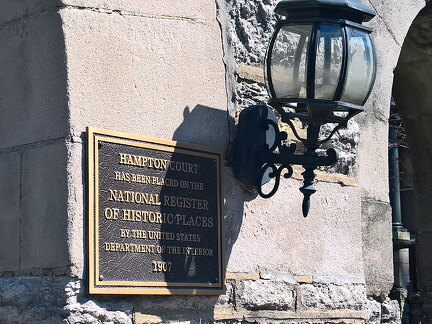 HAMPTON COURT
HAS BEEN PLACED ON THE
NATIONAL REGISTER
OF HISTORIC PLACES
BY THE UNITED STATES
DEPARTMENT OF THE INTERIOR
1907